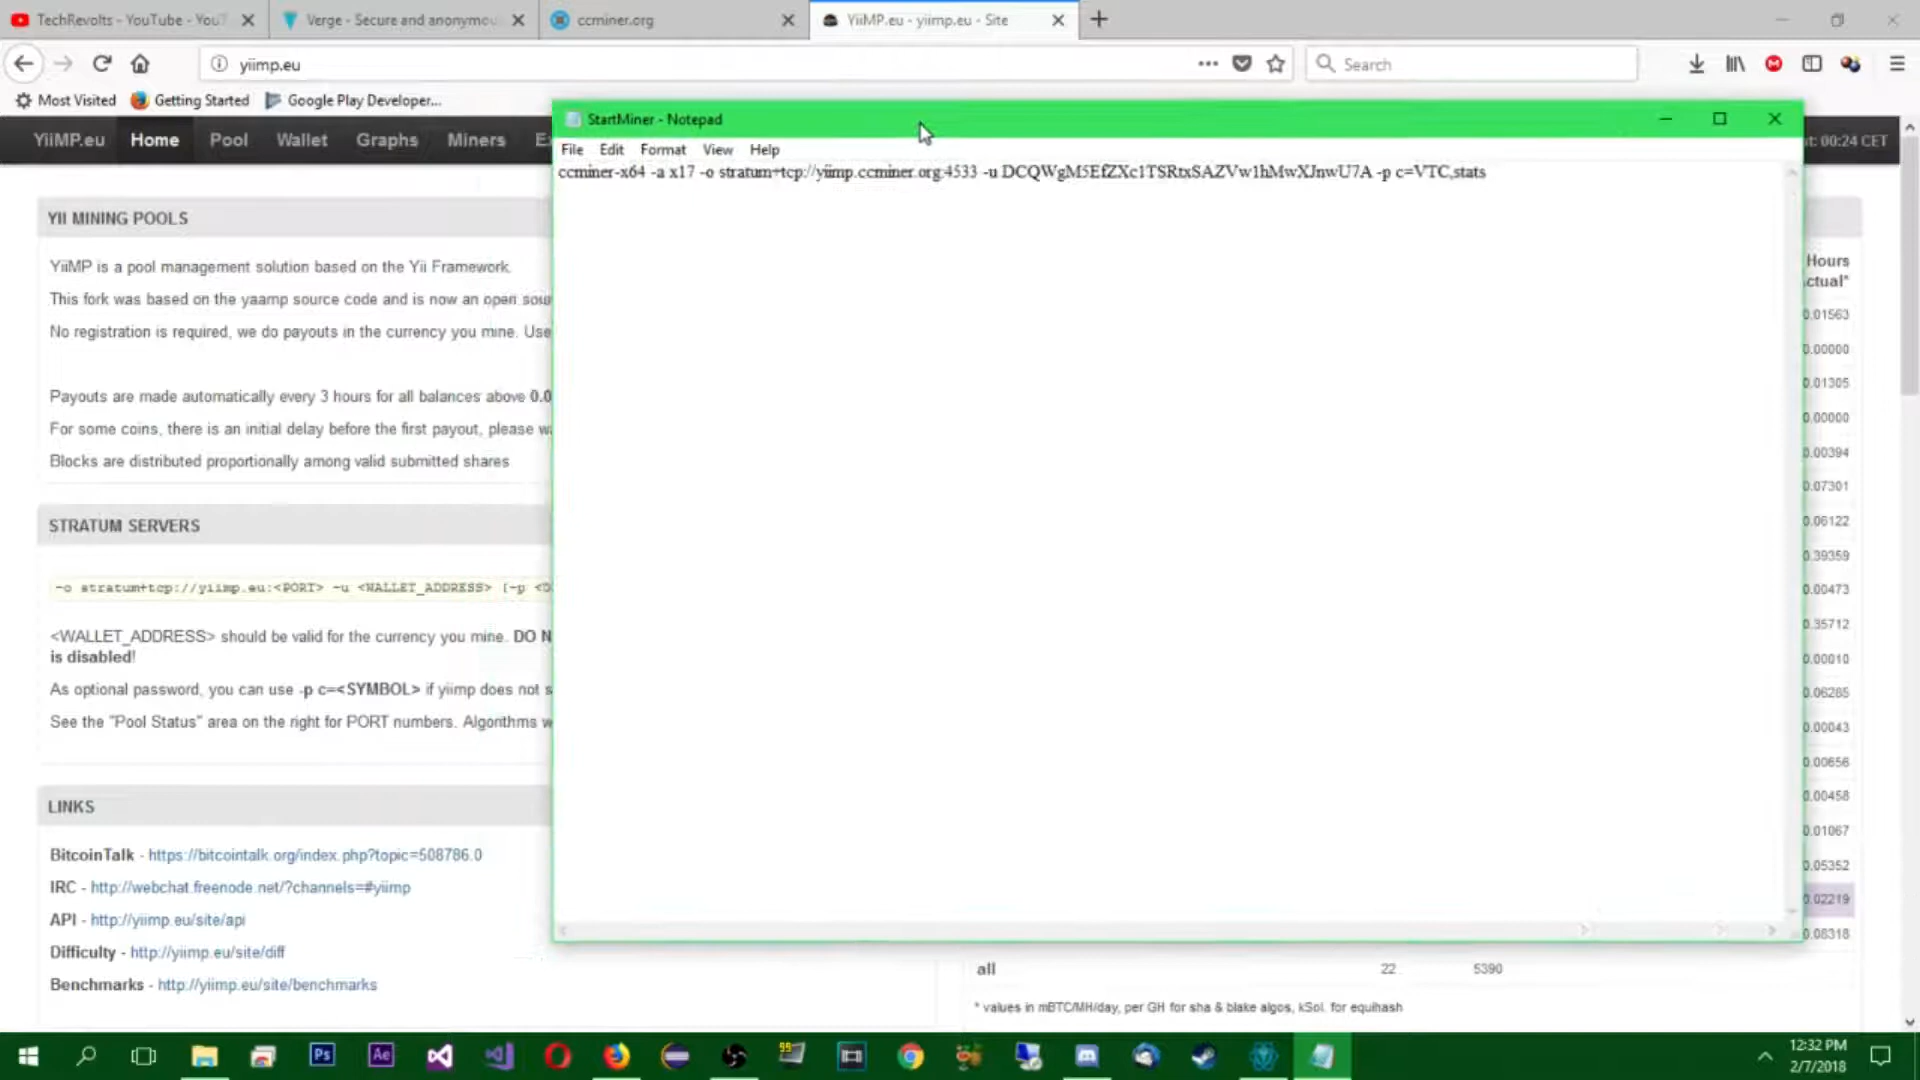 TechRevolts - YouTube - YouT
Verge - Secure and anonymou
ccminer.org
YiiMP.eu - yiimp.eu - Site
yiimp.eu
Search
Most Visited
Getting Started
Google Play Developer...
YiiMP.eu
Home
Pool
Wallet
Graphs
Miners
00:24 CET
StartMiner - Notepad
File
Edit
Format
View
Help
ccminer-x64 -a x17 -o stratum+tcp://yiimp.ccminer.org:4533 -u DCQWgM5EfZXc1TSRtxSAZVw1hMwXJnwU7A -p c=VTC,stats
YII MINING POOLS
YiiMP is a pool management solution based on the Yii Framework.
This fork was based on the yaamp source code and is now an open sou
No registration is required, we do payouts in the currency you mine. Use
Payouts are made automatically every 3 hours for all balances above 0.0
For some coins, there is an initial delay before the first payout, please w
Blocks are distributed proportionally among valid submitted shares
STRATUM SERVERS
-o stratum+tcp://yiimp.eu:<PORT> -u <WALLET_ADDRESS> [-p <
<WALLET_ADDRESS> should be valid for the currency you mine. DO N
is disabled!
As optional password, you can use -p c=<SYMBOL> if yiimp does not s
See the "Pool Status" area on the right for PORT numbers. Algorithms w
LINKS
BitcoinTalk - https://bitcointalk.org/index.php?topic=508786.0
IRC - http://webchat.freenode.net/?channels=#yiimp
API - http://yiimp.eu/site/api
Difficulty - http://yiimp.eu/site/diff
Benchmarks - http://yiimp.eu/site/benchmarks
Hours
ctual*
0.01563
0.00000
0.01305
0.00000
0.00394
0.07301
0.06122
0.39359
0.00473
0.35712
0.00010
0.06285
0.00043
0.00656
0.00458
0.01067
0.05352
0.02219
0.08318
all 22 5390
* values in mBTC/MH/day, per GH for sha & blake algos, kSol. for equihash
Ps
Ae
99
12:32 PM
2/7/2018